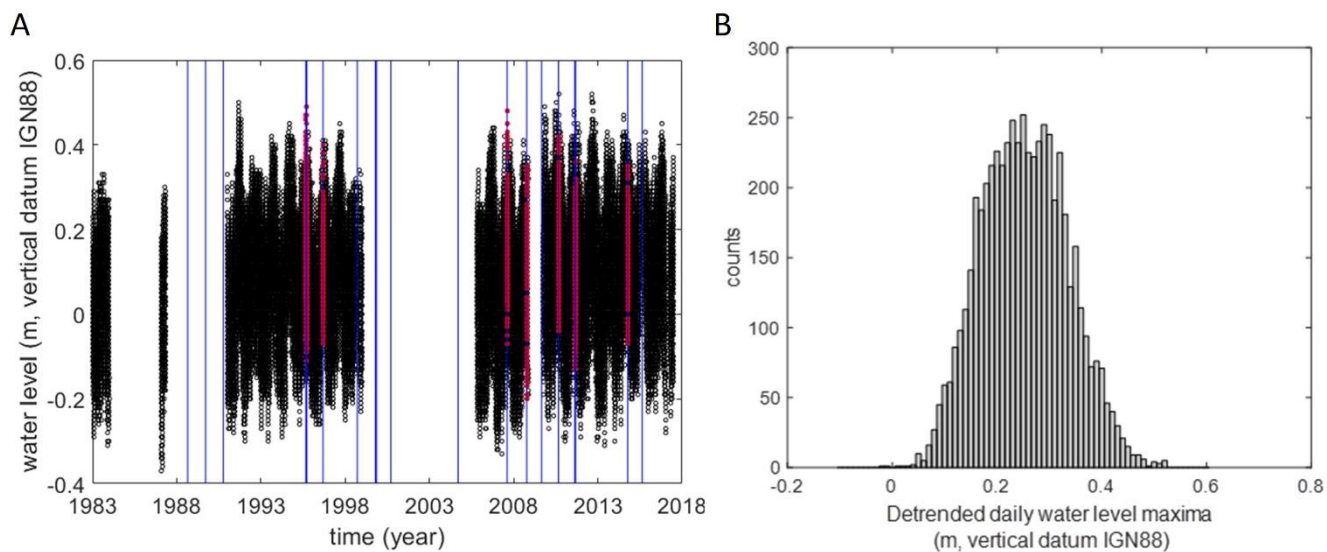 A
B
water level (m, vertical datum IGN88)
0.6
0.4
0.2
0
-0.2
-0.4
1983 1988 1993 1998 2003 2008 2013 2018
time (year)
counts
300
250
200
150
100
50
0
-0.2 0 0.2 0.4 0.6 0.8
Detrended daily water level maxima
(m, vertical datum IGN88)